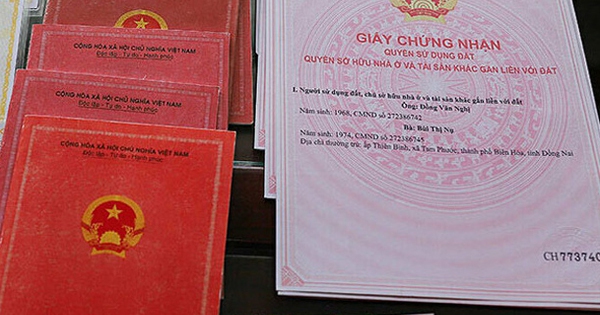 CỘNG HÒA XÃ HỘI CHỦ NGHĨA VIỆT NAM
Độc lập - Tự do - Hạnh phúc
CỘNG HÒA XÃ HỘI CHỦ NGHĨA VIỆT NAM
Độc lập - Tự do - Hạnh phúc
CỘNG HÒA XÃ HỘI CHỦ NGHĨA VIỆT NAM
Độc lập - Tự do - Hạnh phúc
GIẤY CHỨNG NHẬN
QUYỀN SỬ DỤNG ĐẤT
QUYỀN SỞ HỮU NHÀ Ở VÀ TÀI SẢN KHÁC GẮN LIỀN VỚI ĐẤT
I. Người sử dụng đất, chủ sở hữu nhà ở và tài sản khác gắn liền với đất
Ông: Đồng Văn Nghị
Năm sinh: 1968, CMND số 272386742
Bà: Bùi Thị Nụ
Năm sinh: 1974, CMND số 272386745
Địa chỉ thường trú: ấp Thiên Bình, xã Tam Phước, thành phố Biên Hòa, tỉnh Đồng Nai
CH773740